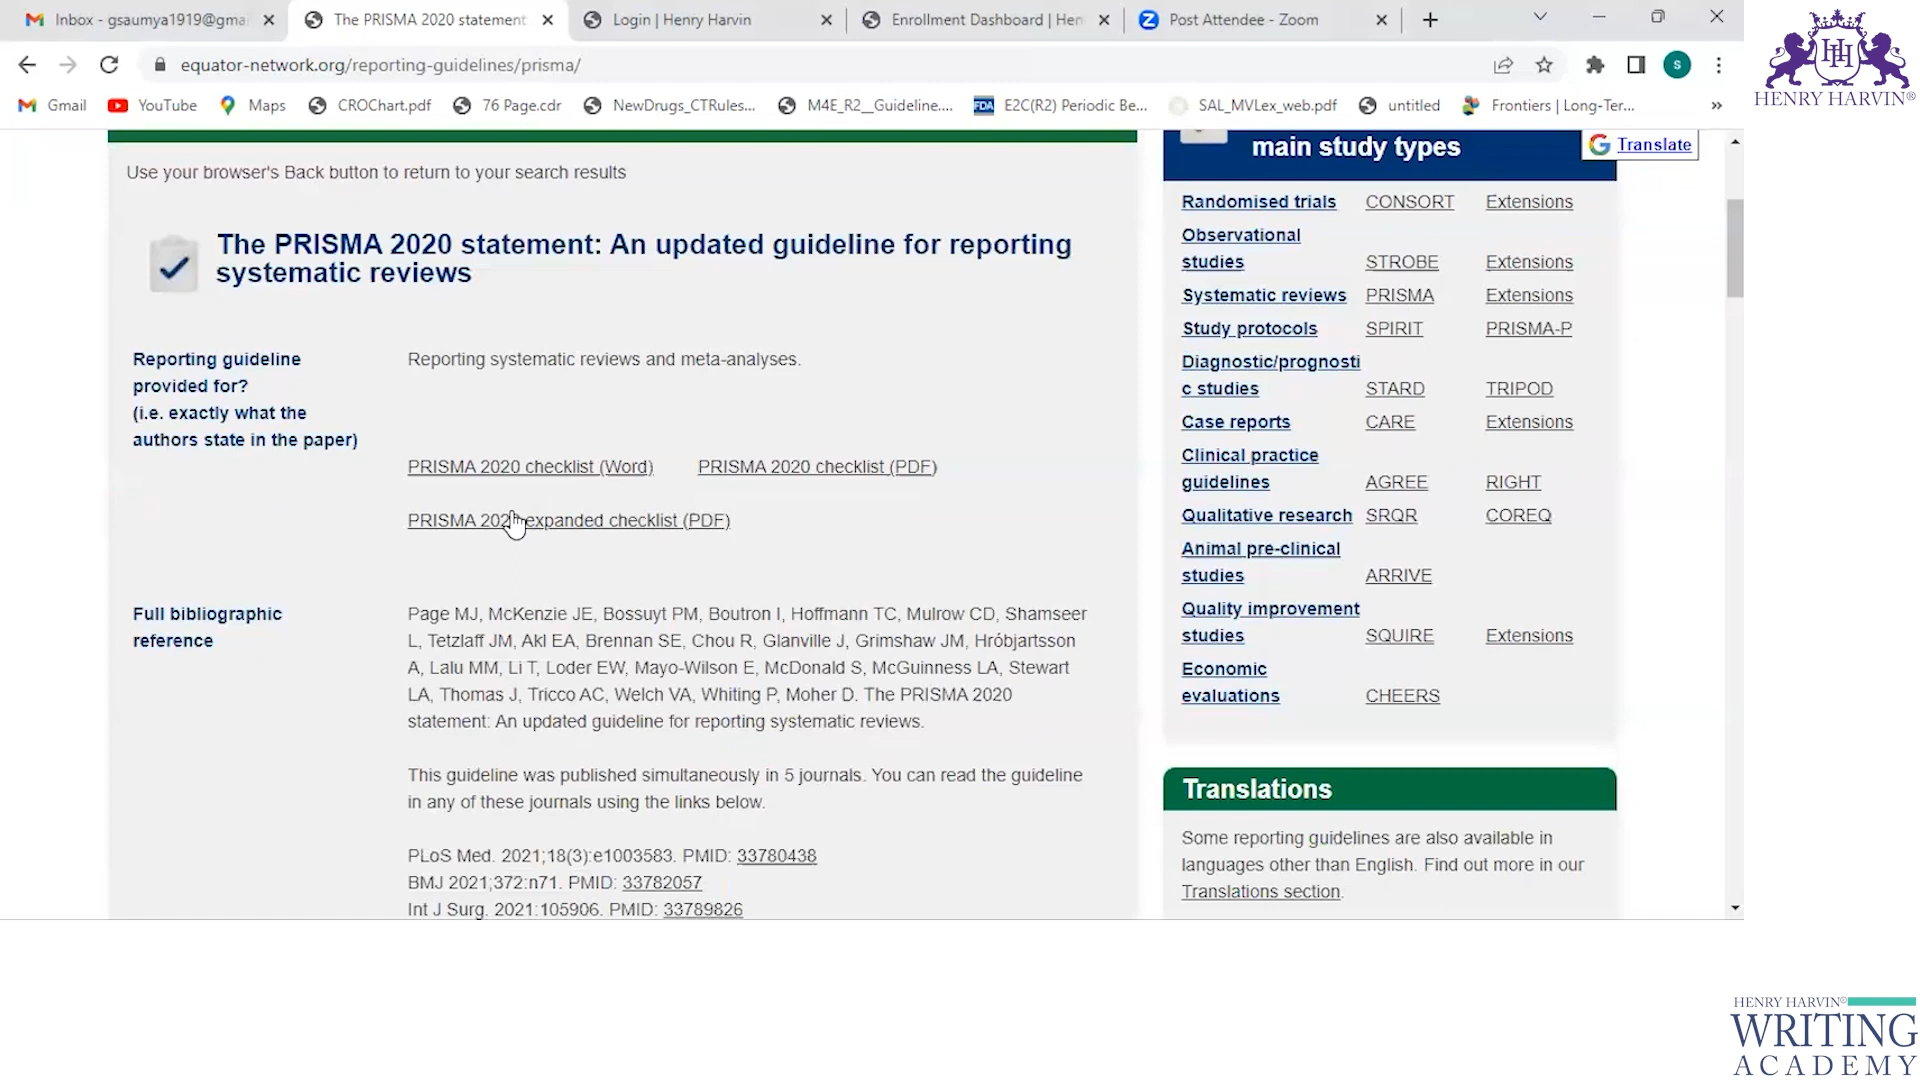 Inbox - gsaumya1919@gmai
The PRISMA 2020 statement
Login | Henry Harvin
Enrollment Dashboard | Hen
Post Attendee - Zoom
equator-network.org/reporting-guidelines/prisma/
S
Gmail
YouTube
Maps
CROChart.pdf
76 Page.cdr
NewDrugs_CTRules...
M4E_R2__Guideline....
FDA
E2C(R2) Periodic Be...
SAL_MVLex_web.pdf
untitled
Frontiers | Long-Ter...
HH
HENRY HARVIN®
Use your browser's Back button to return to your search results
The PRISMA 2020 statement: An updated guideline for reporting
systematic reviews
Reporting guideline
provided for?
(i.e. exactly what the
authors state in the paper)
Reporting systematic reviews and meta-analyses.
PRISMA 2020 checklist (Word) PRISMA 2020 checklist (PDF)
PRISMA 2020 expanded checklist (PDF)
Full bibliographic
reference
Page MJ, McKenzie JE, Bossuyt PM, Boutron I, Hoffmann TC, Mulrow CD, Shamseer
L, Tetzlaff JM, Akl EA, Brennan SE, Chou R, Glanville J, Grimshaw JM, Hróbjartsson
A, Lalu MM, Li T, Loder EW, Mayo-Wilson E, McDonald S, McGuinness LA, Stewart
LA, Thomas J, Tricco AC, Welch VA, Whiting P, Moher D. The PRISMA 2020
statement: An updated guideline for reporting systematic reviews.
This guideline was published simultaneously in 5 journals. You can read the guideline
in any of these journals using the links below.
PLoS Med. 2021;18(3):e1003583. PMID: 33780438
BMJ 2021;372:n71. PMID: 33782057
Int J Surg. 2021:105906. PMID: 33789826
main study types
Translate
Randomised trials CONSORT Extensions
Observational
studies STROBE Extensions
Systematic reviews PRISMA Extensions
Study protocols SPIRIT PRISMA-P
Diagnostic/prognosti
c studies STARD TRIPOD
Case reports CARE Extensions
Clinical practice
guidelines AGREE RIGHT
Qualitative research SRQR COREQ
Animal pre-clinical
studies ARRIVE
Quality improvement
studies SQUIRE Extensions
Economic
evaluations CHEERS
Translations
Some reporting guidelines are also available in
languages other than English. Find out more in our
Translations section.
HENRY HARVIN®
WRITING
ACADEMY